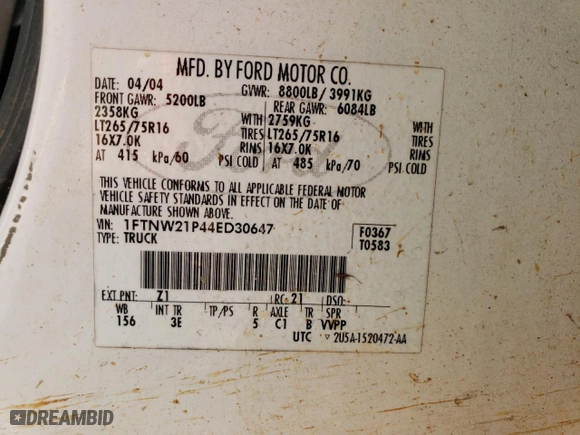 MFD. BY FORD MOTOR CO.
DATE: 04/04 GVWR: 8800LB/3991KG
FRONT GAWR: 5200LB REAR GAWR: 6084LB
2358KG WITH 2759KG WITH
LT265/75R16 TIRES LT265/75R16 TIRES
16X7.0K RIMS 16X7.0K RIMS
AT 415 kPa/60 PSI COLD AT 485 kPa/70 PSI COLD
THIS VEHICLE CONFORMS TO ALL APPLICABLE FEDERAL MOTOR
VEHICLE SAFETY STANDARDS IN EFFECT ON THE DATE OF
MANUFACTURE SHOWN ABOVE.
VIN: 1FTNW21P44ED30647 F0367
TYPE: TRUCK T0583
EXT PNT: Z1 RC: 21 DSO:
WB INT TR TP/PS R AXLE TR SPR
156 3E 5 C1 B VVPP
UTC 2U5A-1520472-AA
Ford
DREAMBID